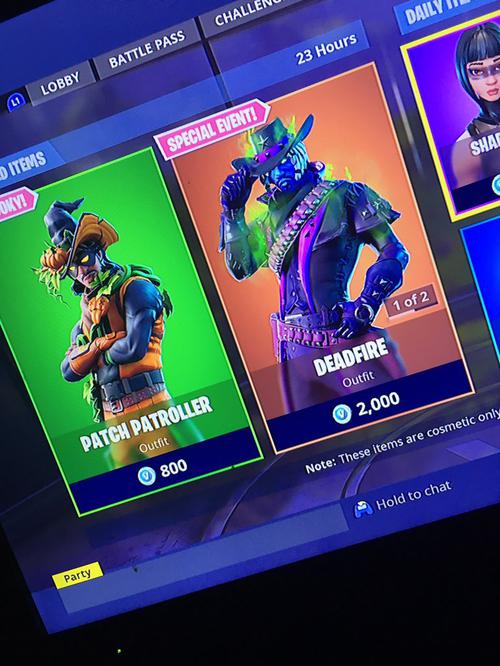 L1
LOBBY
BATTLE PASS
23 Hours
SPECIAL EVENT!
1 of 2
DEADFIRE
Outfit
2,000
PATCH PATROLLER
Outfit
800
Note: These items are cosmetic only
Hold to chat
Party